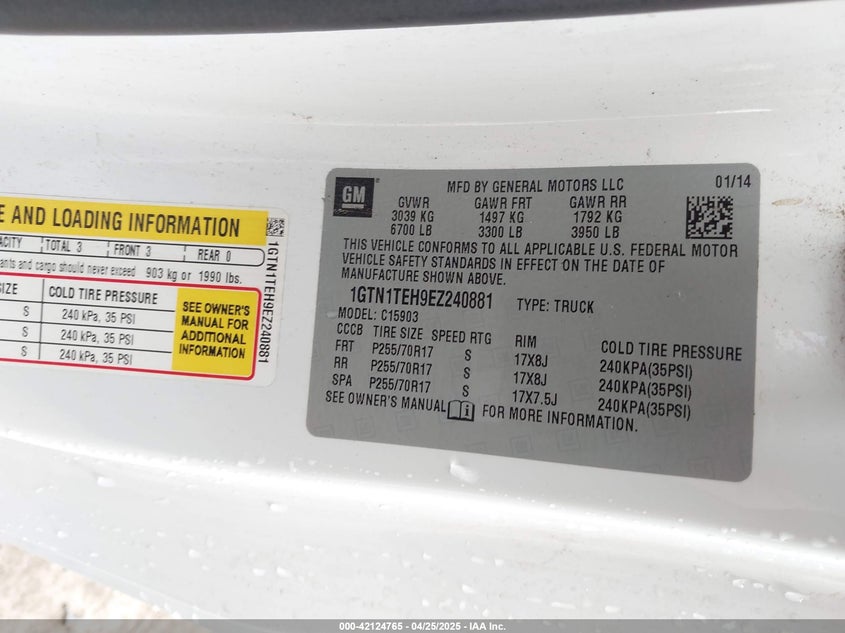 E AND LOADING INFORMATION
TOTAL 3 FRONT 3 REAR 0
and cargo should never exceed 903 kg or 1990 lbs.
COLD TIRE PRESSURE
S 240 kPa, 35 PSI
S 240 kPa, 35 PSI
S 240 kPa, 35 PSI
SEE OWNER'S
MANUAL FOR
ADDITIONAL
INFORMATION
1GTN1TEH9EZ240881
GM
MFD BY GENERAL MOTORS LLC 01/14
GVWR GAWR FRT GAWR RR
3039 KG 1497 KG 1792 KG
6700 LB 3300 LB 3950 LB
THIS VEHICLE CONFORMS TO ALL APPLICABLE U.S. FEDERAL MOTOR
VEHICLE SAFETY STANDARDS IN EFFECT ON THE DATE OF
MANUFACTURE SHOWN ABOVE.
1GTN1TEH9EZ240881 TYPE: TRUCK
MODEL: C15903
CCCB TIRE SIZE SPEED RTG RIM COLD TIRE PRESSURE
FRT P255/70R17 S 17X8J 240KPA(35PSI)
RR P255/70R17 S 17X8J 240KPA(35PSI)
SPA P255/70R17 S 17X7.5J 240KPA(35PSI)
SEE OWNER'S MANUAL FOR MORE INFORMATION.
000-42124765 - 04/25/2025 - IAA Inc.